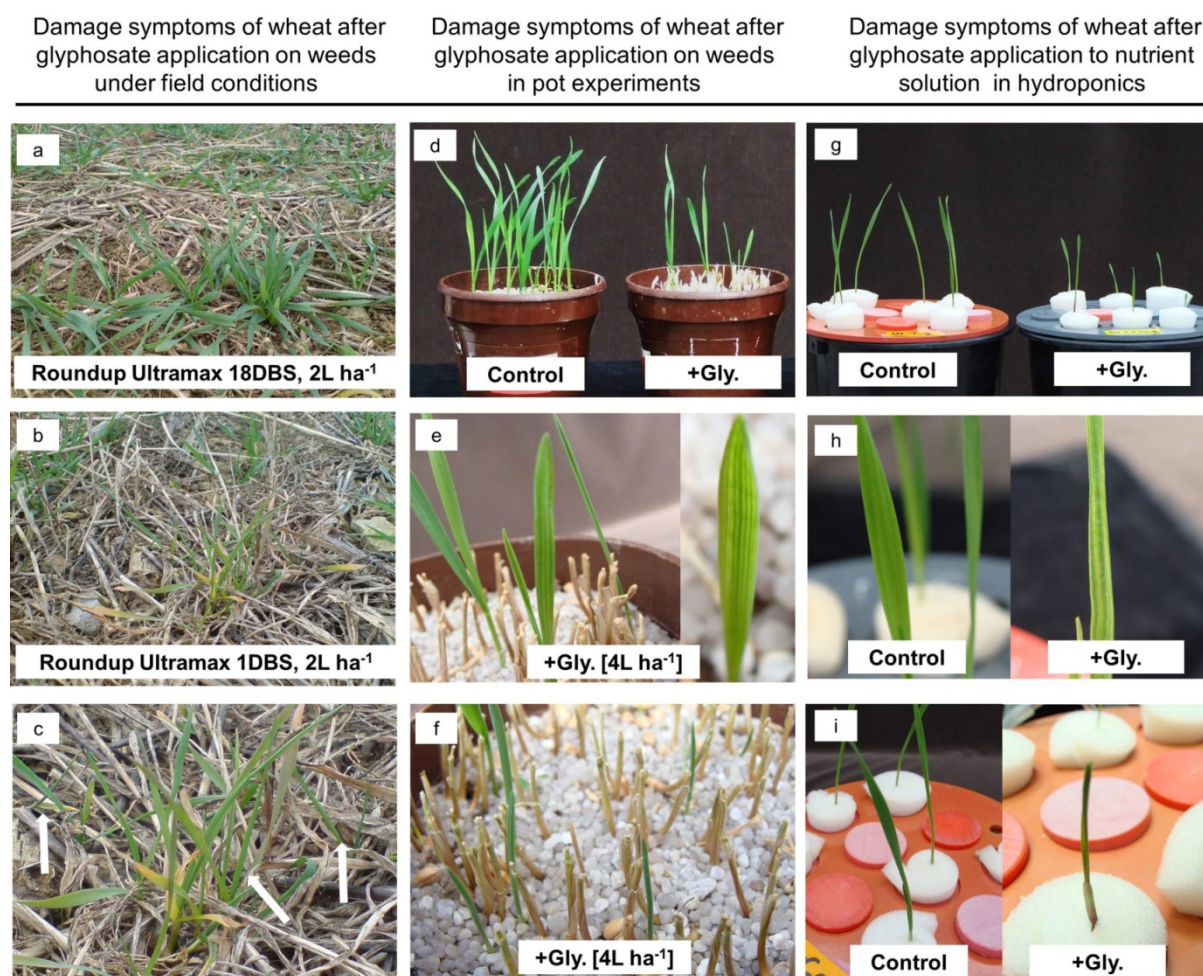 Damage symptoms of wheat after
glyphosate application on weeds
under field conditions
Damage symptoms of wheat after
glyphosate application on weeds
in pot experiments
Damage symptoms of wheat after
glyphosate application to nutrient
solution in hydroponics
a
Roundup Ultramax 18DBS, 2L ha⁻¹
b
Roundup Ultramax 1DBS, 2L ha⁻¹
c
d
Control
+Gly.
e
+Gly. [4L ha⁻¹]
f
+Gly. [4L ha⁻¹]
g
Control
+Gly.
h
Control
+Gly.
i
Control
+Gly.